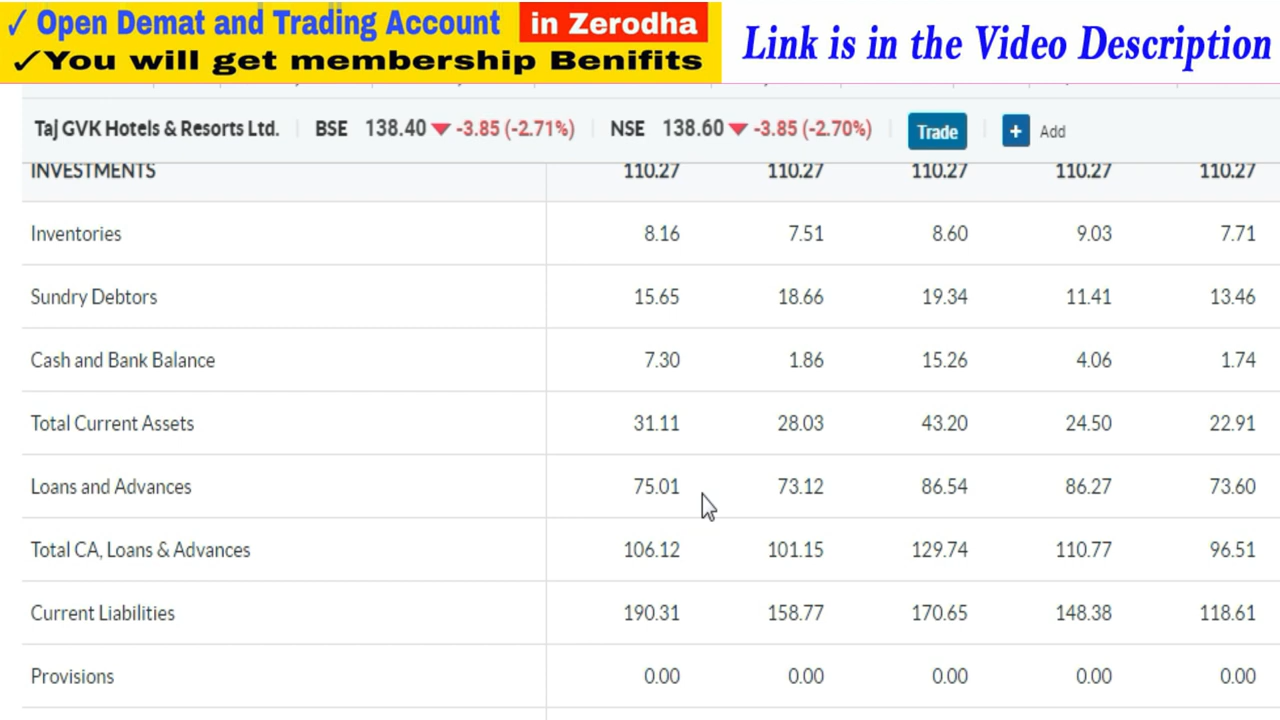 ✓ Open Demat and Trading Account in Zerodha
✓You will get membership Benifits
Link is in the Video Description
Taj GVK Hotels & Resorts Ltd. BSE 138.40 ▼ -3.85 (-2.71%) NSE 138.60 ▼ -3.85 (-2.70%) Trade + Add
INVESTMENTS 110.27 110.27 110.27 110.27 110.27
Inventories 8.16 7.51 8.60 9.03 7.71
Sundry Debtors 15.65 18.66 19.34 11.41 13.46
Cash and Bank Balance 7.30 1.86 15.26 4.06 1.74
Total Current Assets 31.11 28.03 43.20 24.50 22.91
Loans and Advances 75.01 73.12 86.54 86.27 73.60
Total CA, Loans & Advances 106.12 101.15 129.74 110.77 96.51
Current Liabilities 190.31 158.77 170.65 148.38 118.61
Provisions 0.00 0.00 0.00 0.00 0.00